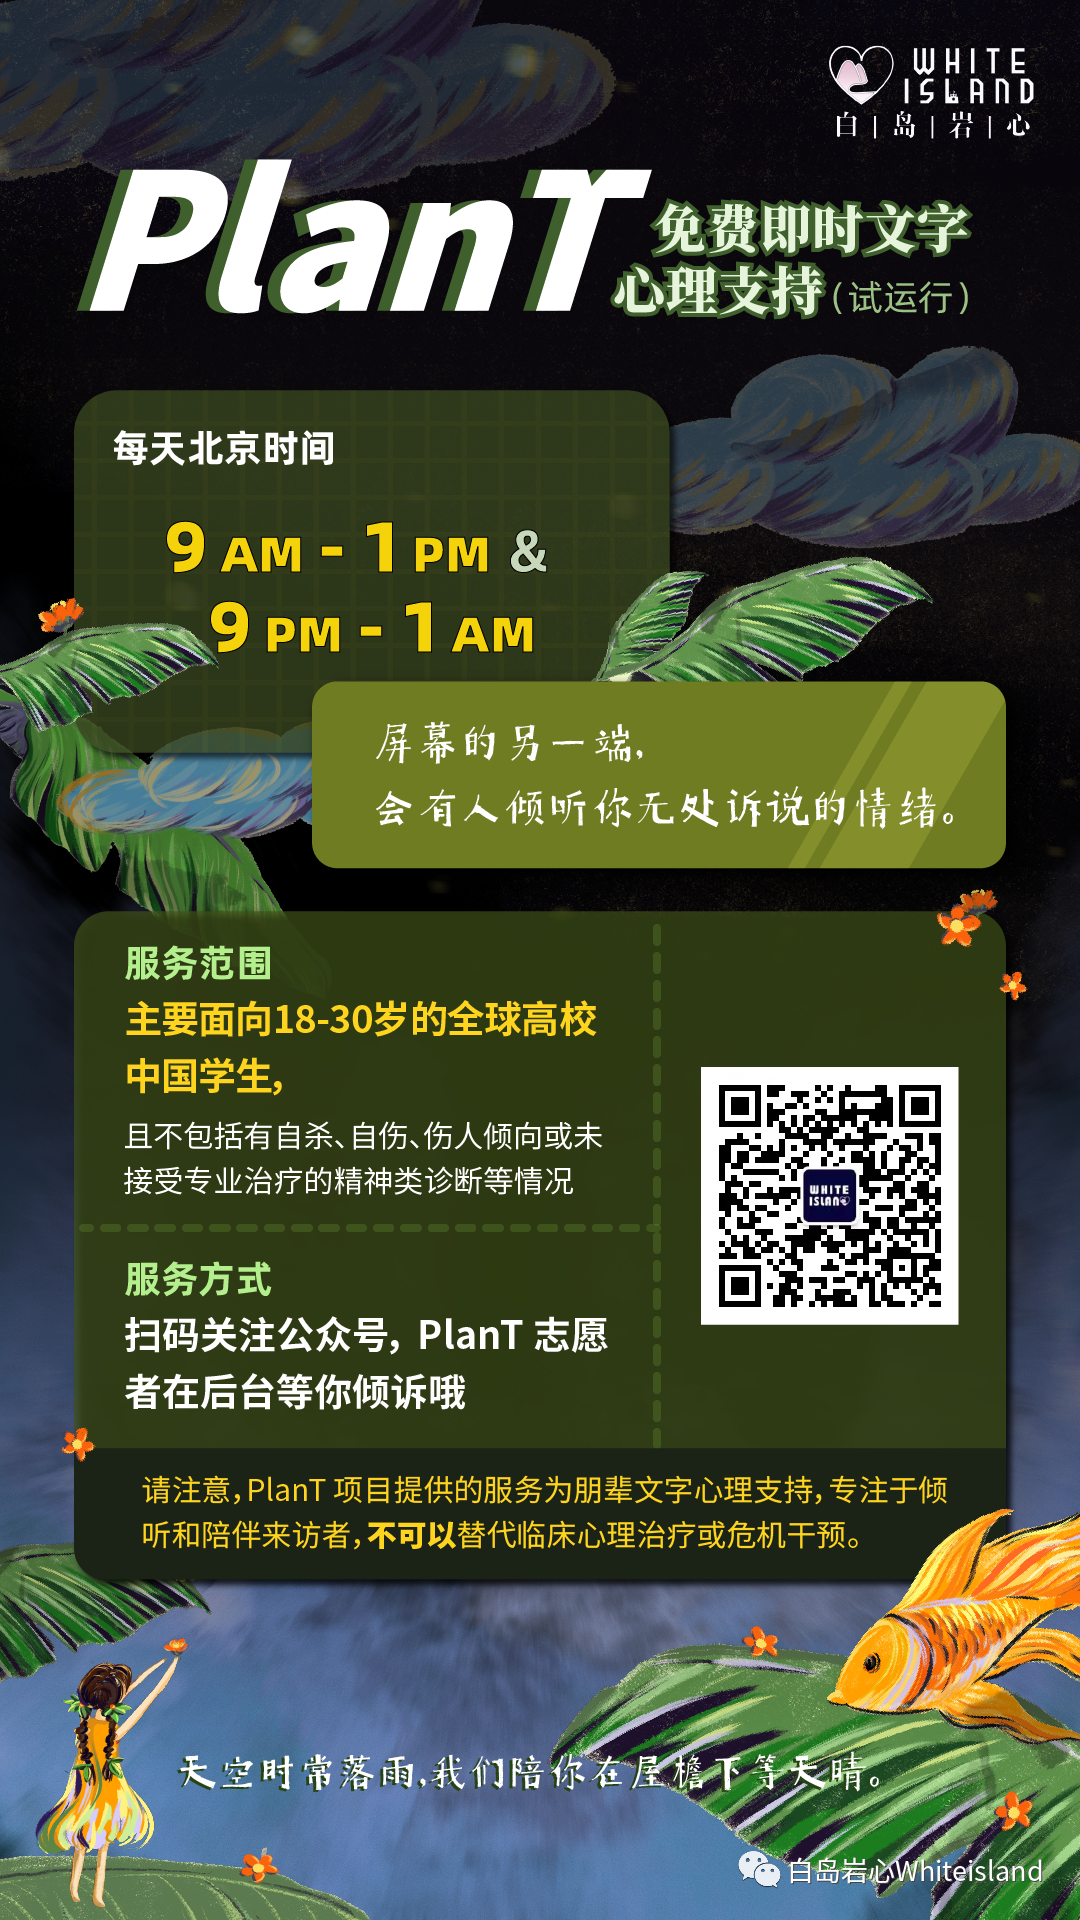 WHITE
ISLAND
白|岛|岩|心
PlanT
免费即时文字
心理支持(试运行)
每天北京时间
9 AM - 1 PM &
9 PM - 1 AM
屏幕的另一端,
会有人倾听你无处诉说的情绪。
服务范围
主要面向18-30岁的全球高校
中国学生,
且不包括有自杀、自伤、伤人倾向或未
接受专业治疗的精神类诊断等情况
WHITE
ISLAND
服务方式
扫码关注公众号, PlanT 志愿
者在后台等你倾诉哦
请注意, PlanT 项目提供的服务为朋辈文字心理支持, 专注于倾
听和陪伴来访者, 不可以替代临床心理治疗或危机干预。
天空时常落雨,我们陪你在屋檐下等天晴。
白岛岩心Whiteisland